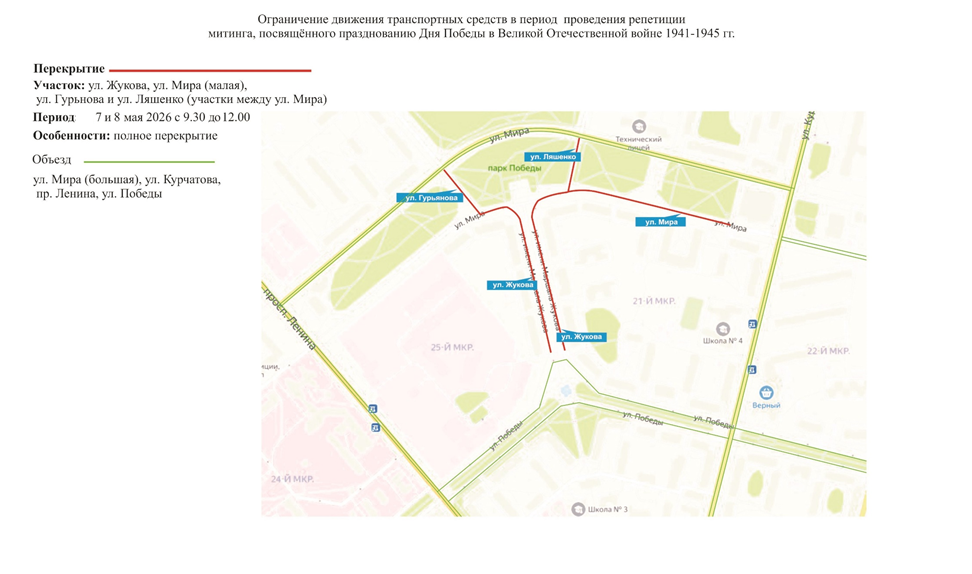 Ограничение движения транспортных средств в период проведения репетиции
митинга, посвящённого празднованию Дня Победы в Великой Отечественной войне 1941-1945 гг.
Перекрытие
Участок: ул. Жукова, ул. Мира (малая),
ул. Гурьнова и ул. Ляшенко (участки между ул. Мира)
Период 7 и 8 мая 2026 с 9.30 до 12.00
Особенности: полное перекрытие
Объезд
ул. Мира (большая), ул. Курчатова,
пр. Ленина, ул. Победы
ул. Мира
Технический
лицей
ул. Ляшенко
парк Победы
ул. Гурьянова
ул. Мира
ул. Мира
ул. Мира
ул. Жукова
21-Й МКР.
просп. Ленина
ул. Жукова
Школа № 4
25-Й МКР.
22-Й МКР.
Верный
ул. Победы
ул. Победы
ул. Победы
24-Й МКР.
Школа № 3